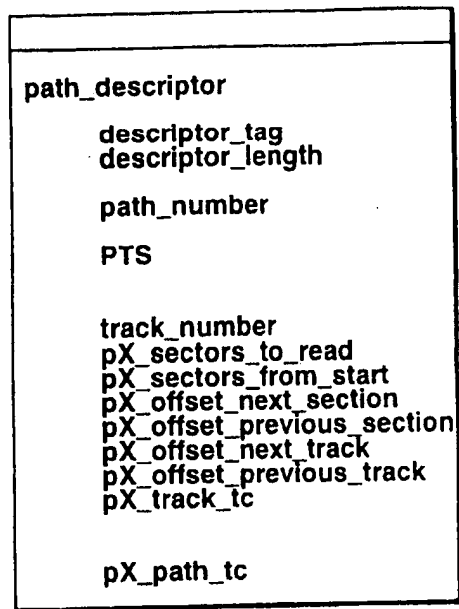 path_descriptor
descriptor_tag
descriptor_length
path_number
PTS
track_number
pX_sectors_to_read
pX_sectors_from_start
pX_offset_next_section
pX_offset_previous_section
pX_offset_next_track
pX_offset_previous_track
pX_track_tc
pX_path_tc